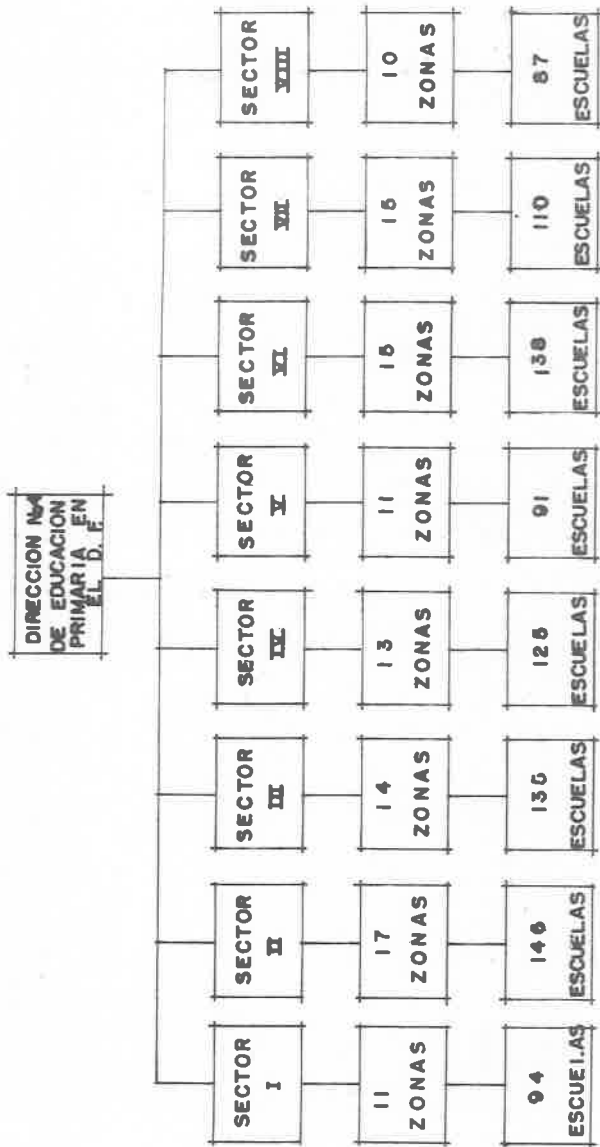 DIRECCION No4
DE EDUCACION
PRIMARIA EN
EL D. F.
SECTOR
I
SECTOR
II
SECTOR
III
SECTOR
IV
SECTOR
V
SECTOR
VI
SECTOR
VII
SECTOR
VIII
11
ZONAS
17
ZONAS
14
ZONAS
13
ZONAS
11
ZONAS
15
ZONAS
15
ZONAS
10
ZONAS
94
ESCUELAS
146
ESCUELAS
135
ESCUELAS
125
ESCUELAS
91
ESCUELAS
138
ESCUELAS
110
ESCUELAS
87
ESCUELAS